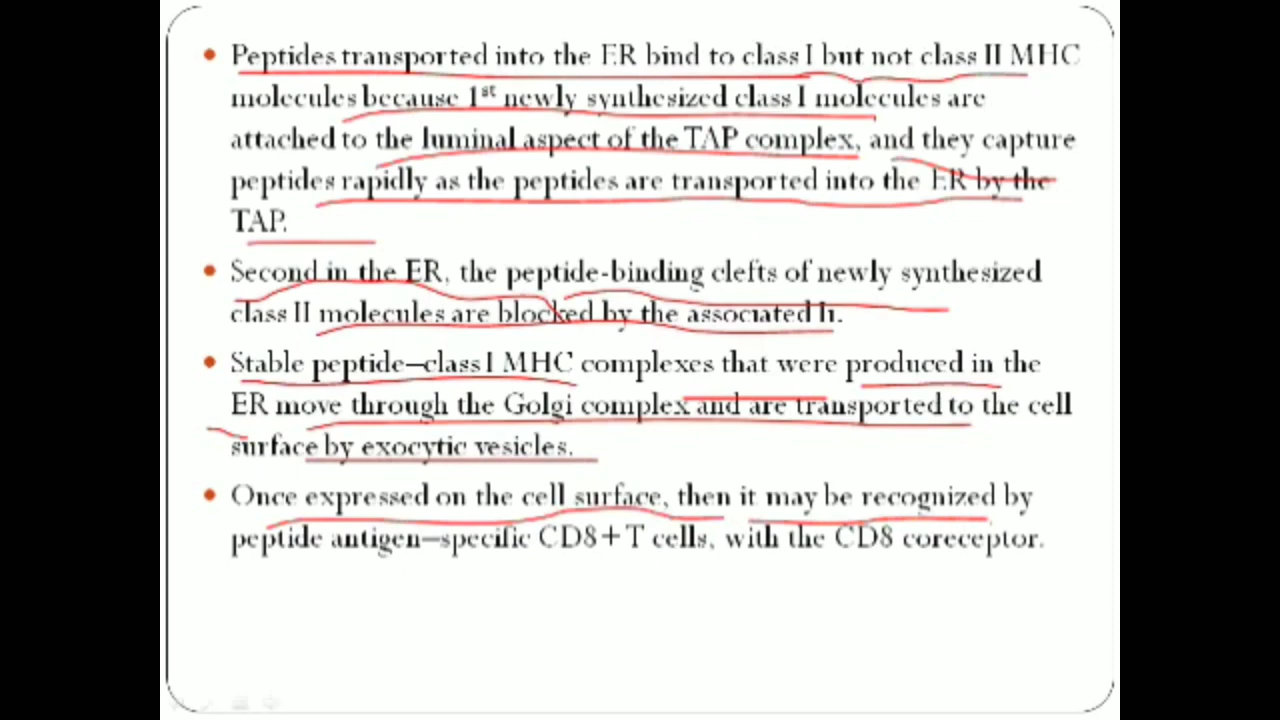 • Peptides transported into the ER bind to class I but not class II MHC
molecules because 1st newly synthesized class I molecules are
attached to the luminal aspect of the TAP complex, and they capture
peptides rapidly as the peptides are transported into the ER by the
TAP.
• Second in the ER, the peptide-binding clefts of newly synthesized
class II molecules are blocked by the associated Ii.
• Stable peptide–class I MHC complexes that were produced in the
ER move through the Golgi complex and are transported to the cell
surface by exocytic vesicles.
• Once expressed on the cell surface, then it may be recognized by
peptide antigen–specific CD8+T cells, with the CD8 coreceptor.